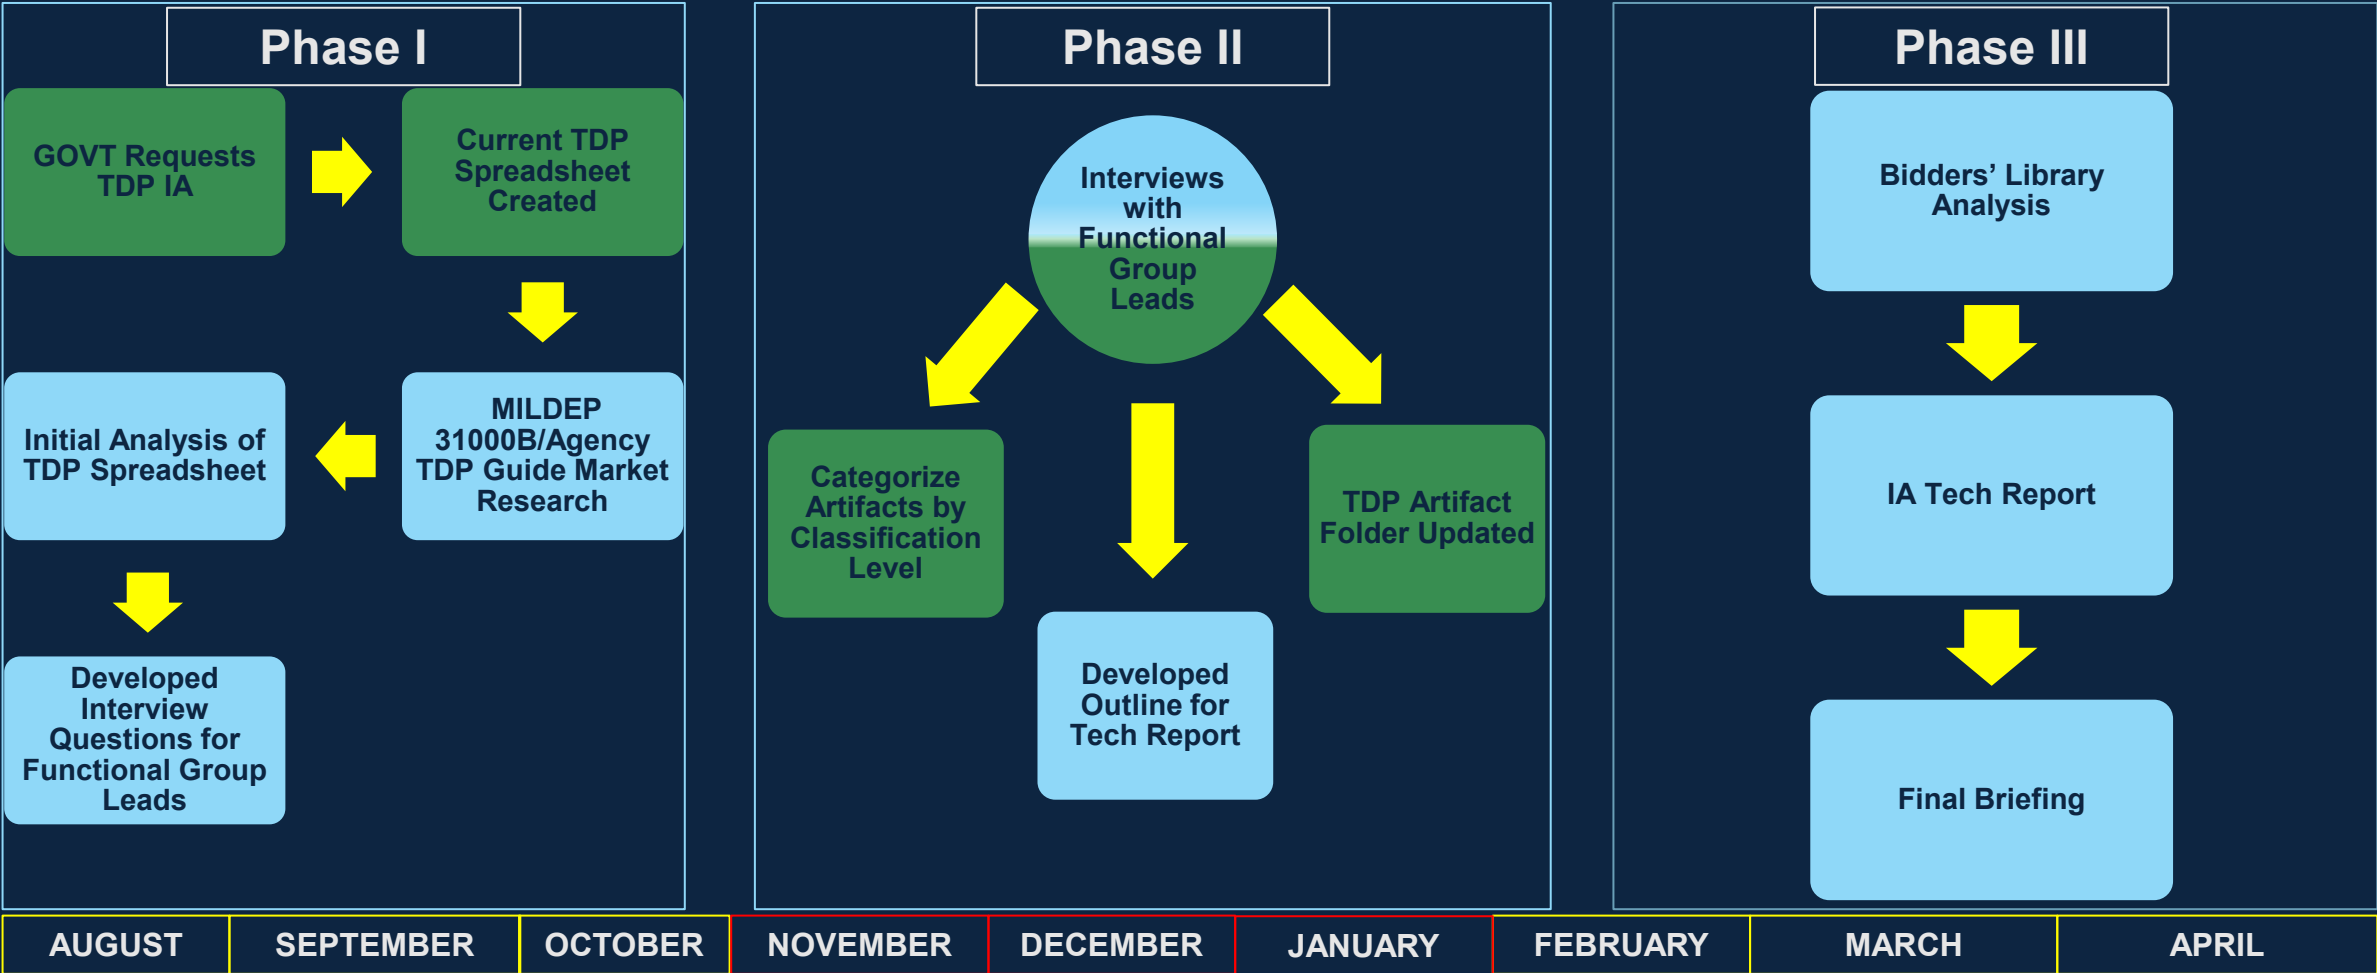 Phase I
GOVT Requests
TDP IA
Current TDP
Spreadsheet
Created
MILDEP
31000B/Agency
TDP Guide Market
Research
Initial Analysis of
TDP Spreadsheet
Developed
Interview
Questions for
Functional Group
Leads
Phase II
Interviews
with
Functional
Group
Leads
Categorize
Artifacts by
Classification
Level
Developed
Outline for
Tech Report
TDP Artifact
Folder Updated
Phase III
Bidders’ Library
Analysis
IA Tech Report
Final Briefing
AUGUST
SEPTEMBER
OCTOBER
NOVEMBER
DECEMBER
JANUARY
FEBRUARY
MARCH
APRIL